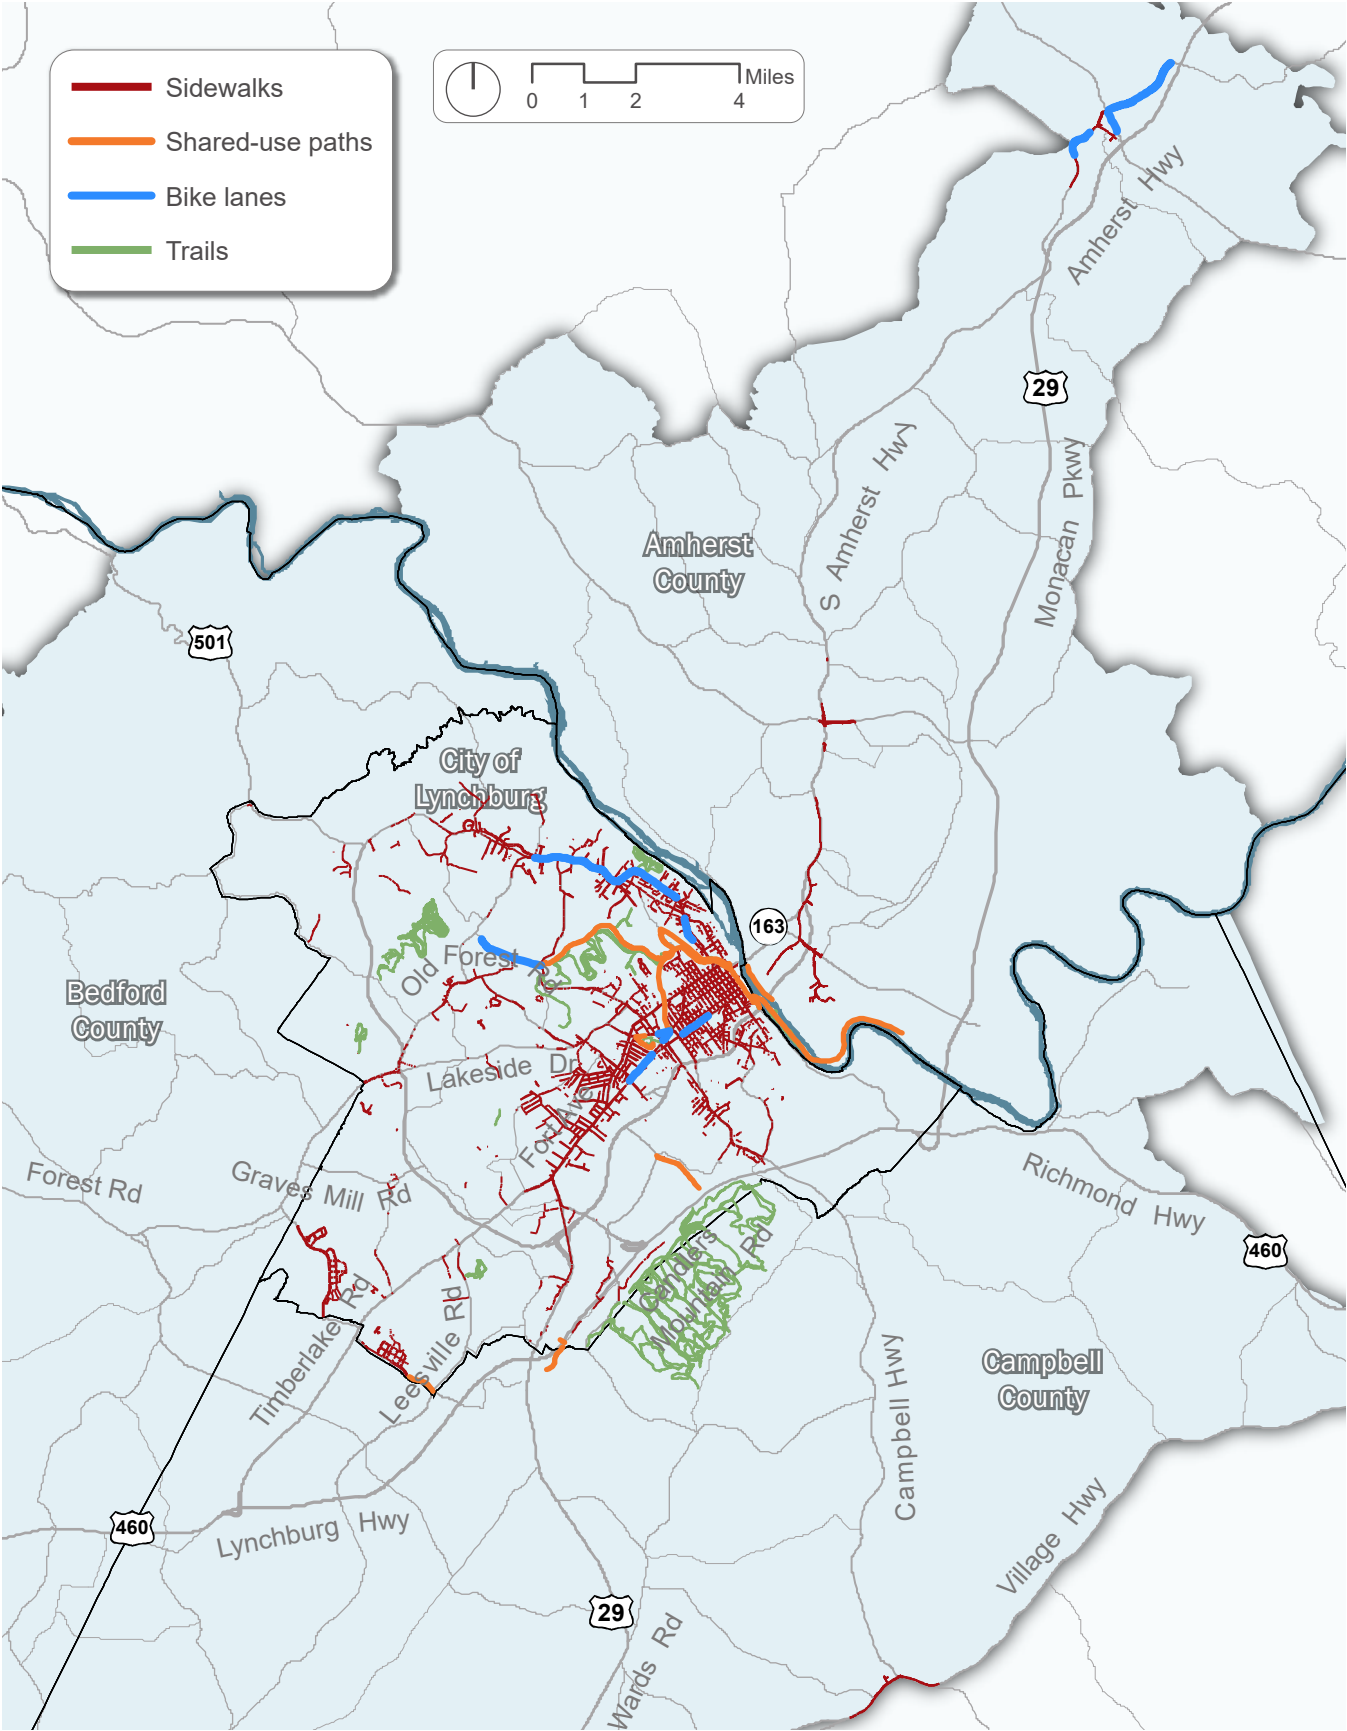 Sidewalks
Shared-use paths
Bike lanes
Trails
Miles
0 1 2 4
Amherst Hwy
29
S Amherst Hwy
Monacan Pkwy
Amherst
County
501
City of
Lynchburg
163
Old Forest Rd
Bedford
County
Lakeside Dr
Fort Ave
Forest Rd
Graves Mill Rd
Richmond Hwy
460
Candlers
Mountain Rd
Timberlake Rd
Leesville Rd
Campbell Hwy
Campbell
County
460
Lynchburg Hwy
Village Hwy
29
Wards Rd